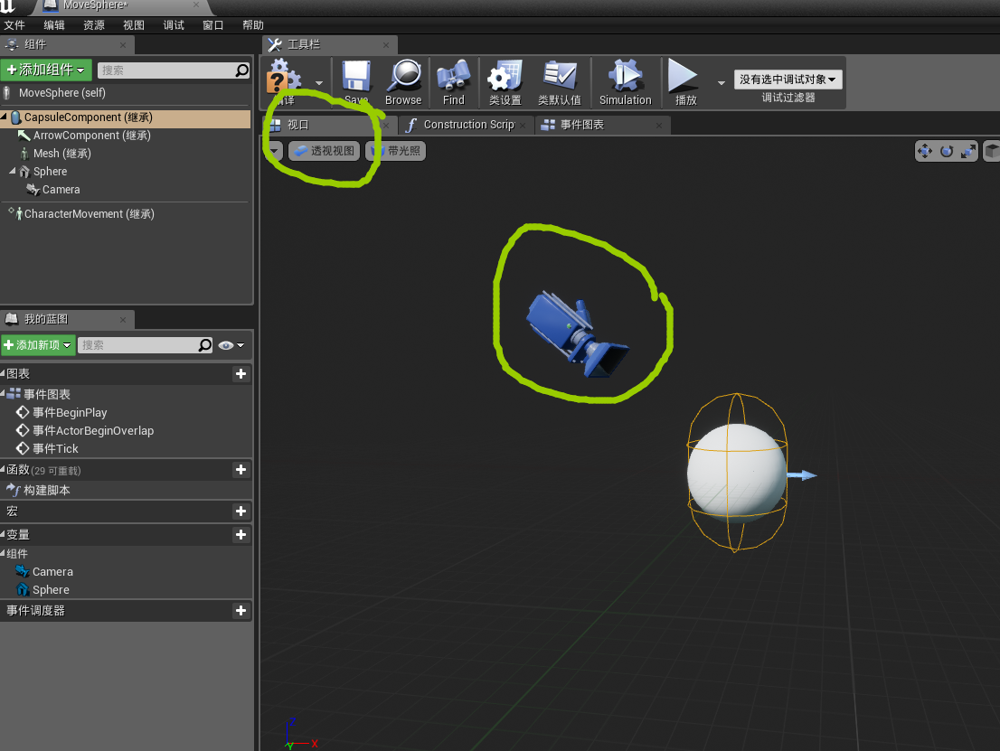 MoveSphere*
文件 编辑 资源 视图 调试 窗口 帮助
组件
工具栏
添加组件
搜索
MoveSphere (self)
CapsuleComponent (继承)
ArrowComponent (继承)
Mesh (继承)
Sphere
Camera
CharacterMovement (继承)
编译
Save
Browse
Find
类设置
类默认值
Simulation
播放
没有选中调试对象
调试过滤器
视口
Construction Scrip
事件图表
透视视图
带光照
我的蓝图
添加新项
搜索
图表
事件图表
事件BeginPlay
事件ActorBeginOverlap
事件Tick
函数 (29 可重载)
构建脚本
宏
变量
组件
Camera
Sphere
事件调度器
Z
Y
X